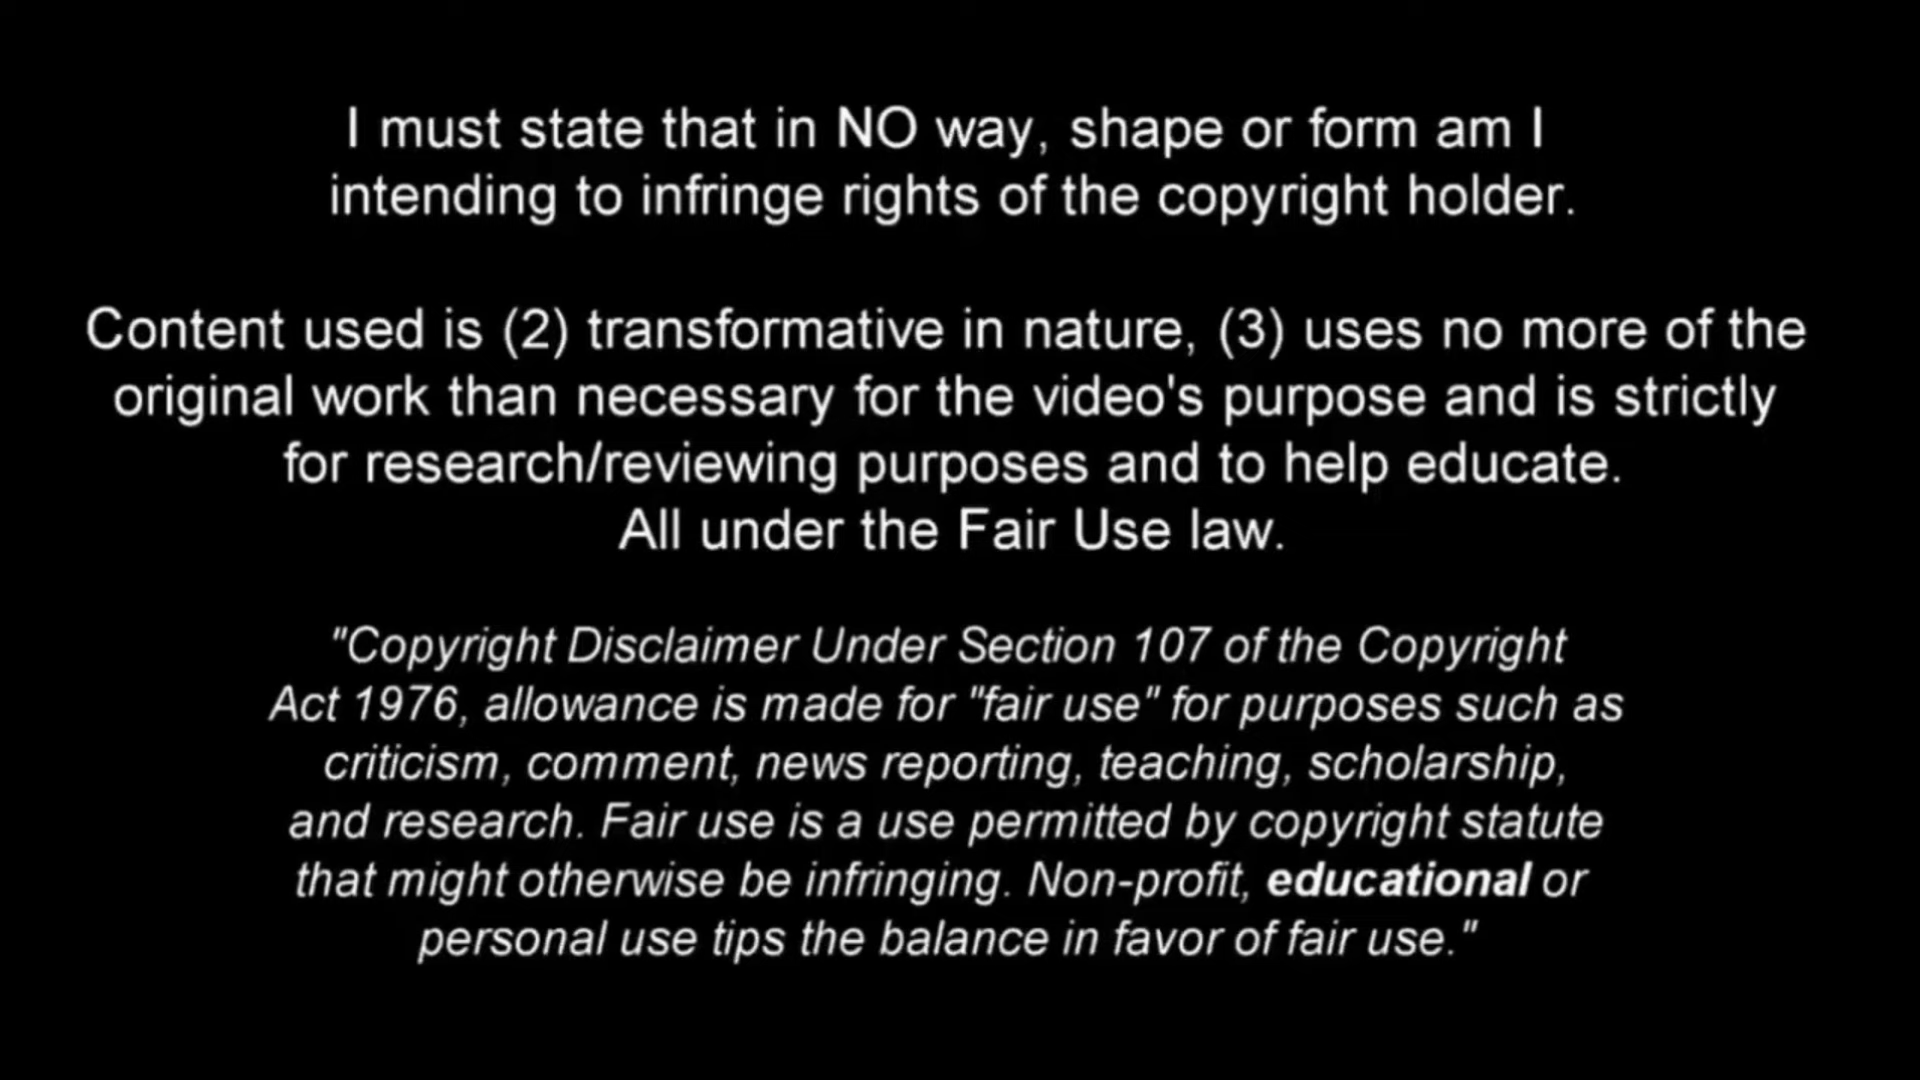 I must state that in NO way, shape or form am I
intending to infringe rights of the copyright holder.
Content used is (2) transformative in nature, (3) uses no more of the
original work than necessary for the video's purpose and is strictly
for research/reviewing purposes and to help educate.
All under the Fair Use law.
"Copyright Disclaimer Under Section 107 of the Copyright
Act 1976, allowance is made for "fair use" for purposes such as
criticism, comment, news reporting, teaching, scholarship,
and research. Fair use is a use permitted by copyright statute
that might otherwise be infringing. Non-profit, educational or
personal use tips the balance in favor of fair use."